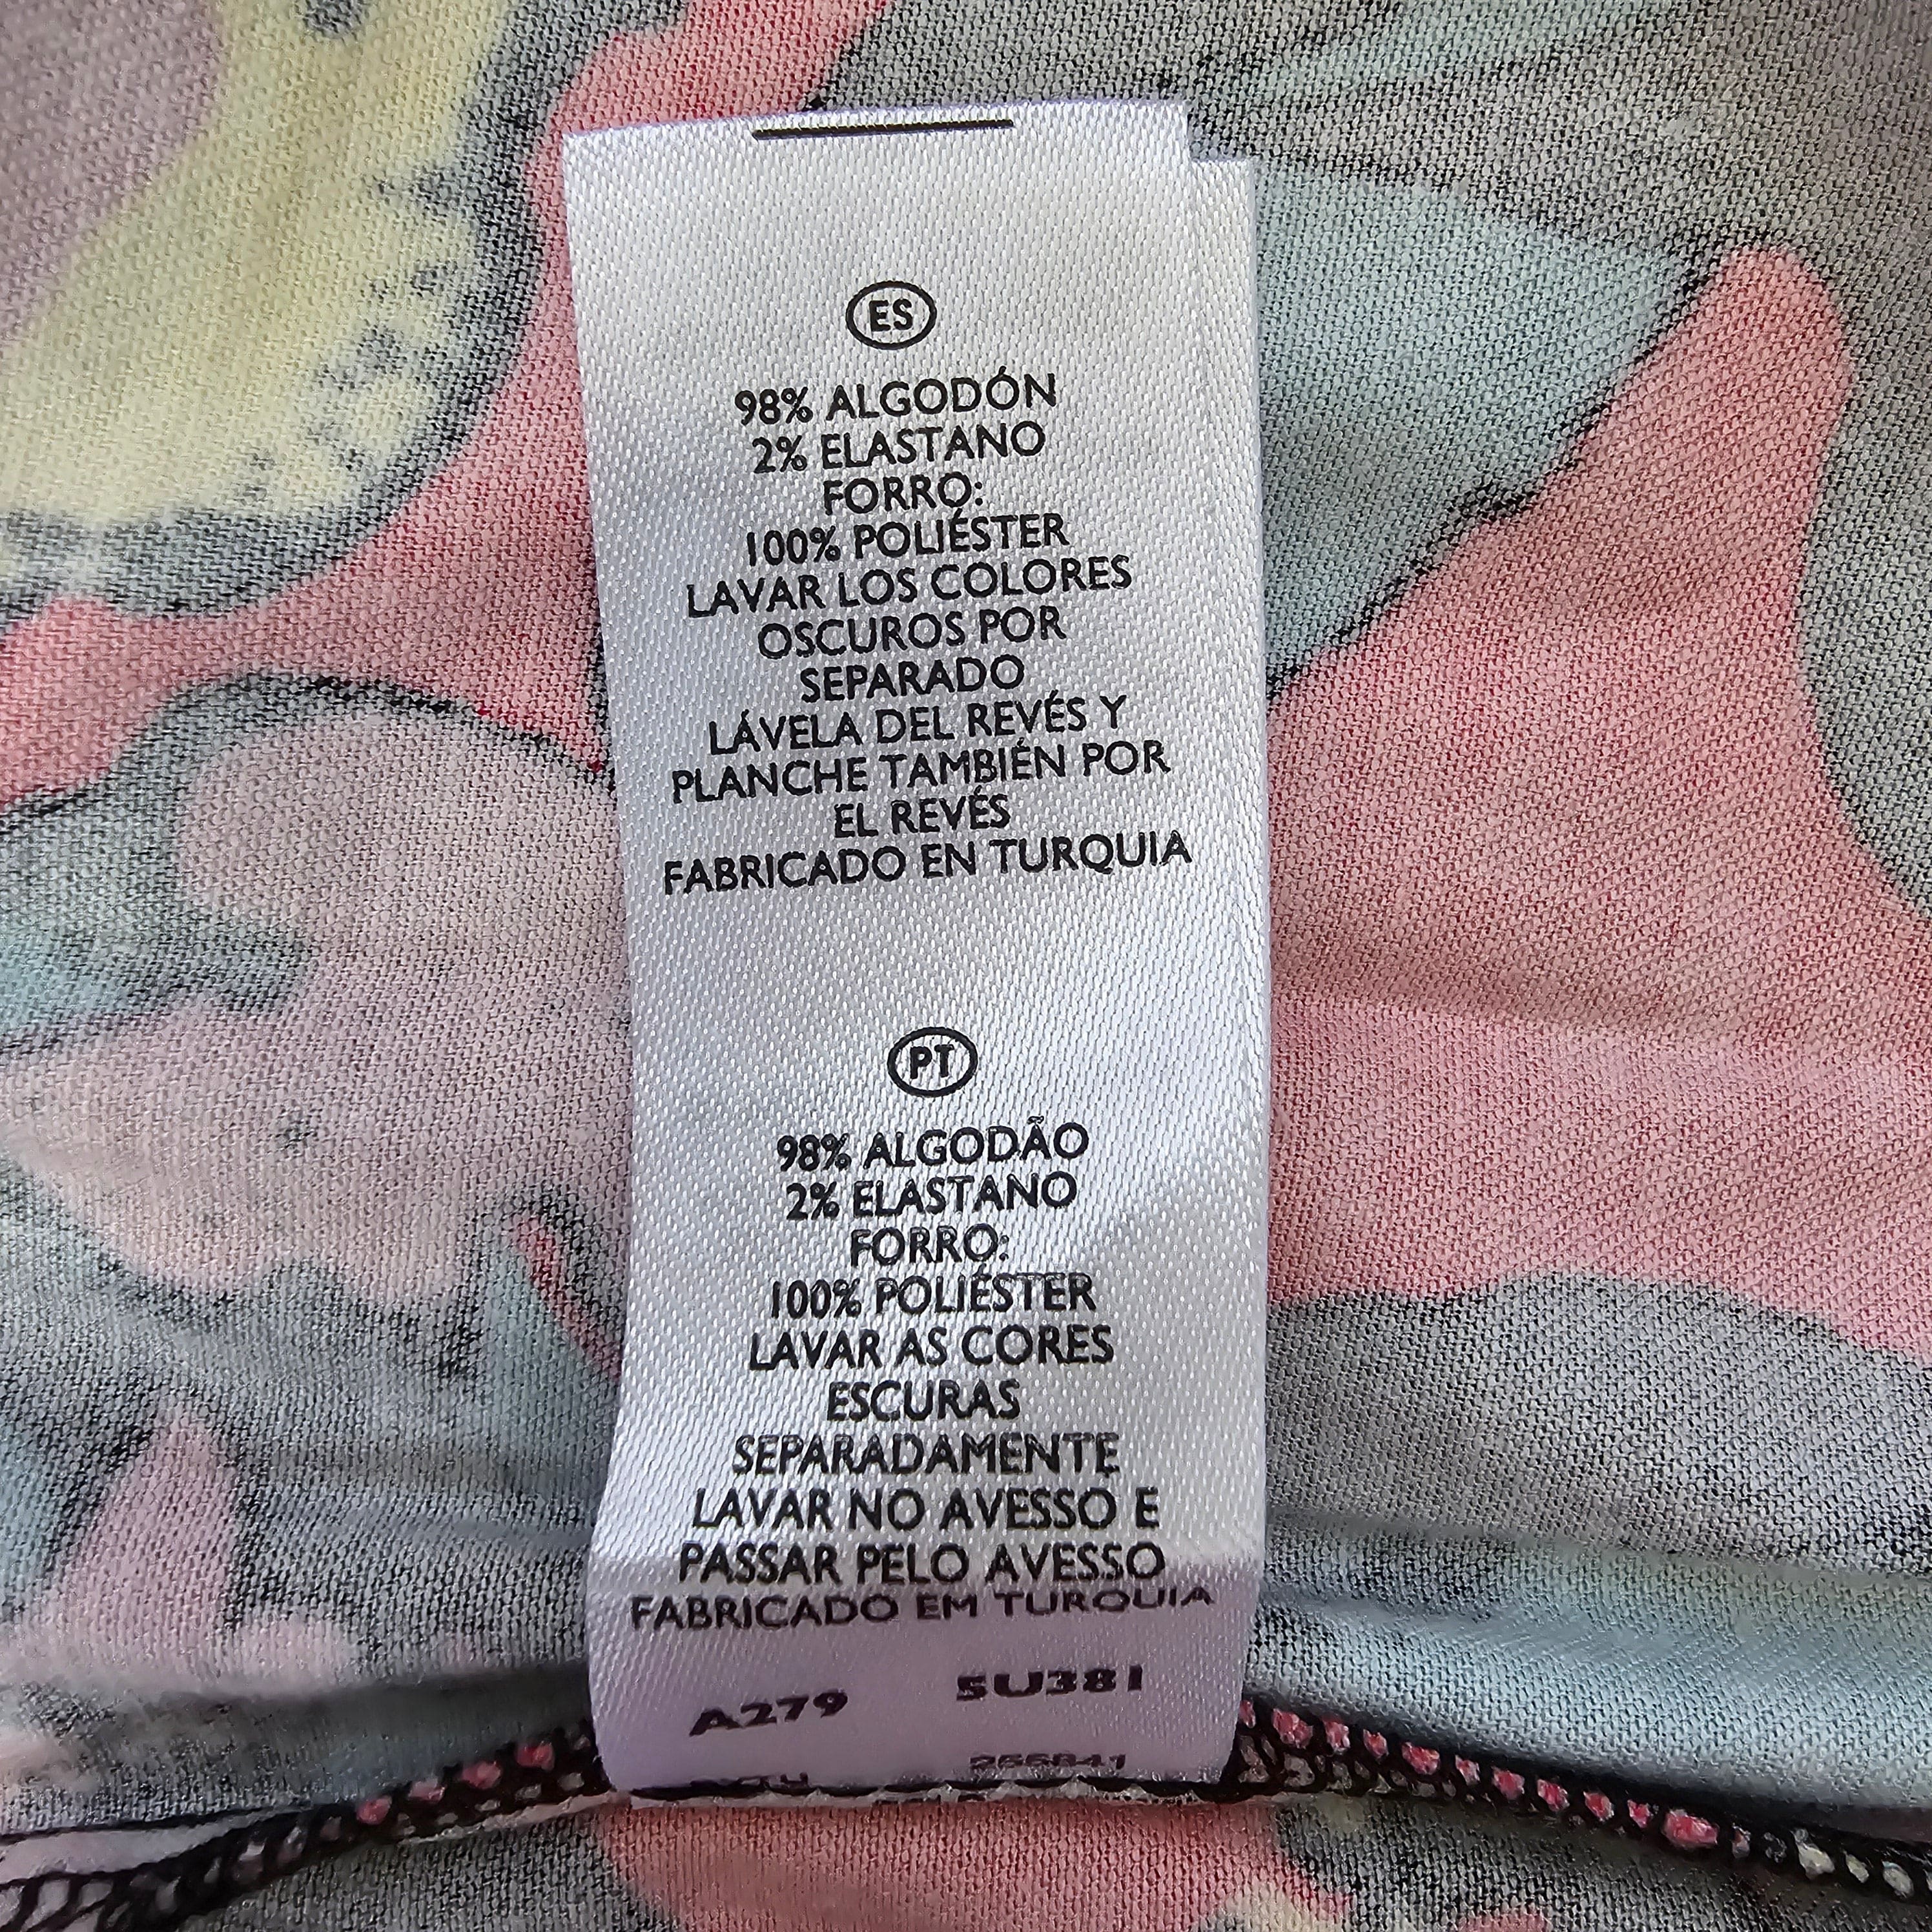 ES
98% ALGODÓN
2% ELASTANO
FORRO:
100% POLIÉSTER
LAVAR LOS COLORES
OSCUROS POR
SEPARADO
LÁVELA DEL REVÉS Y
PLANCHE TAMBIÉN POR
EL REVÉS
FABRICADO EN TURQUIA
PT
98% ALGODÃO
2% ELASTANO
FORRO:
100% POLIÉSTER
LAVAR AS CORES
ESCURAS
SEPARADAMENTE
LAVAR NO AVESSO E
PASSAR PELO AVESSO
FABRICADO EM TURQUIA
A279 SU381